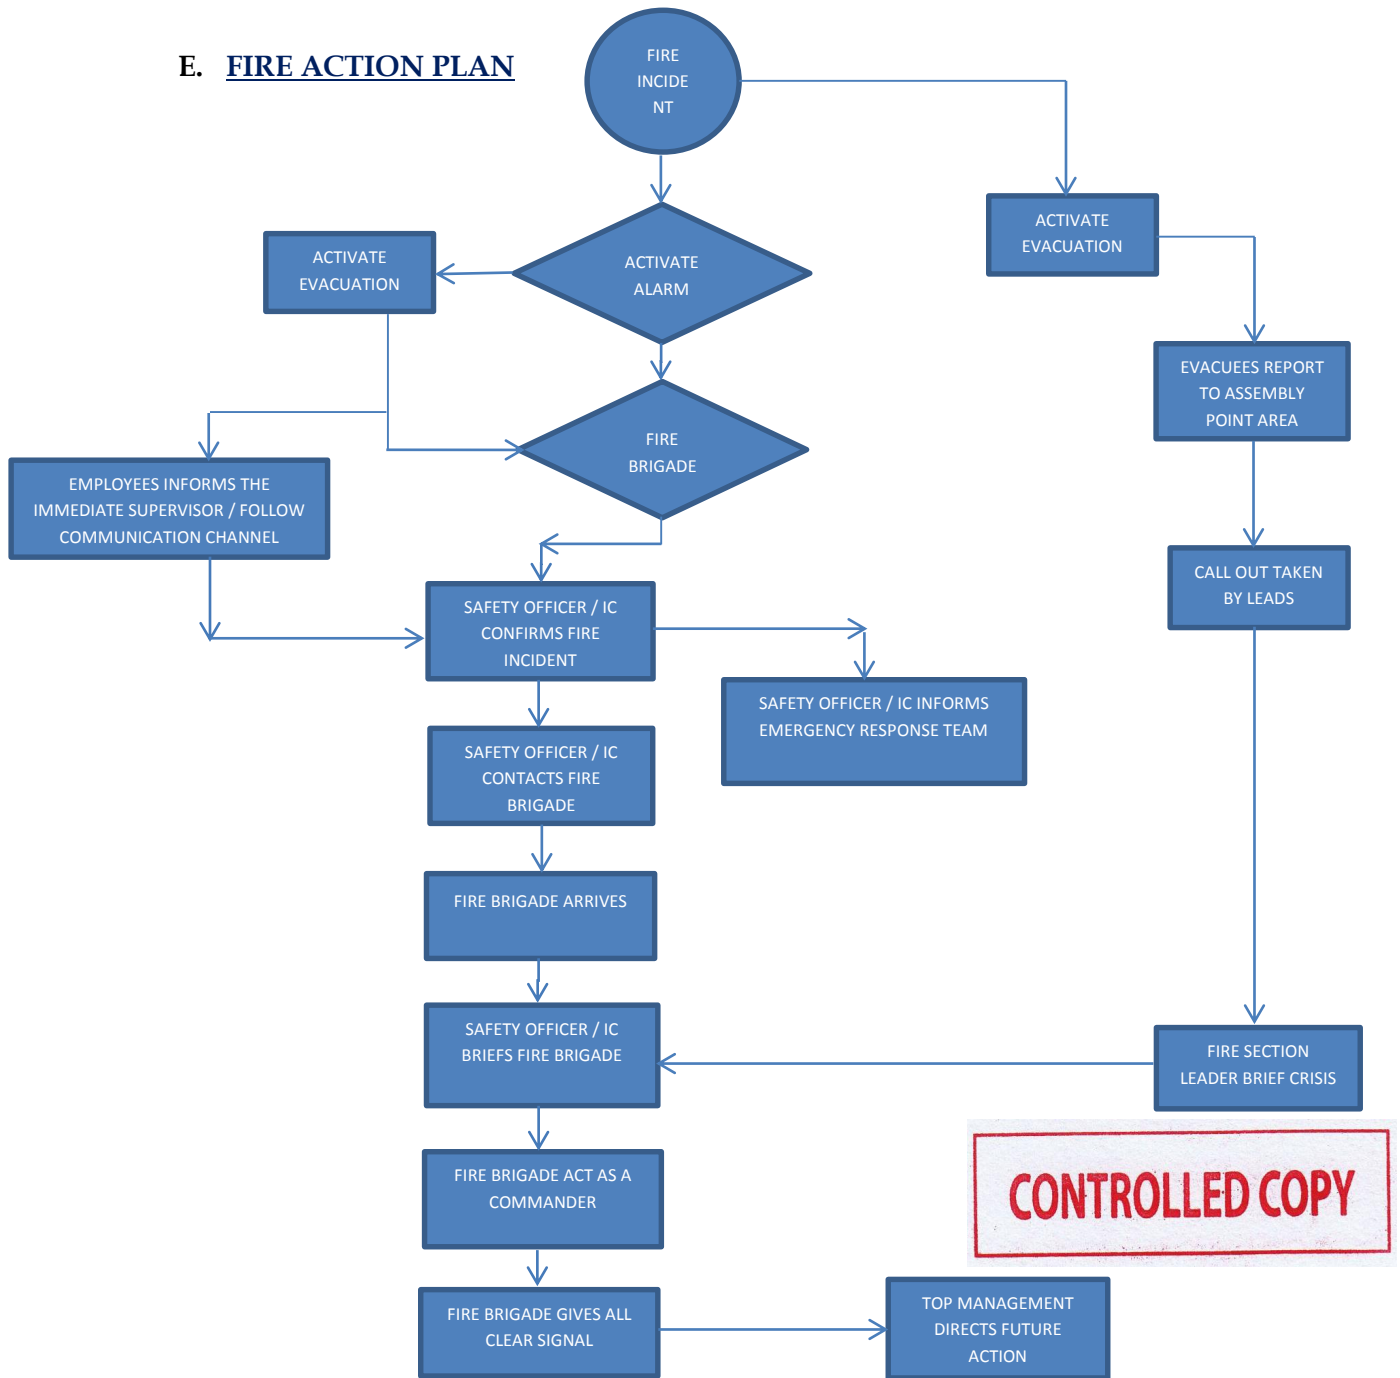 E. FIRE ACTION PLAN
FIRE
INCIDE
NT
ACTIVATE
EVACUATION
ACTIVATE
EVACUATION
ACTIVATE
ALARM
EVACUEES REPORT
TO ASSEMBLY
POINT AREA
FIRE
BRIGADE
EMPLOYEES INFORMS THE
IMMEDIATE SUPERVISOR / FOLLOW
COMMUNICATION CHANNEL
CALL OUT TAKEN
BY LEADS
SAFETY OFFICER / IC
CONFIRMS FIRE
INCIDENT
SAFETY OFFICER / IC INFORMS
EMERGENCY RESPONSE TEAM
SAFETY OFFICER / IC
CONTACTS FIRE
BRIGADE
FIRE BRIGADE ARRIVES
SAFETY OFFICER / IC
BRIEFS FIRE BRIGADE
FIRE SECTION
LEADER BRIEF CRISIS
FIRE BRIGADE ACT AS A
COMMANDER
CONTROLLED COPY
FIRE BRIGADE GIVES ALL
CLEAR SIGNAL
TOP MANAGEMENT
DIRECTS FUTURE
ACTION